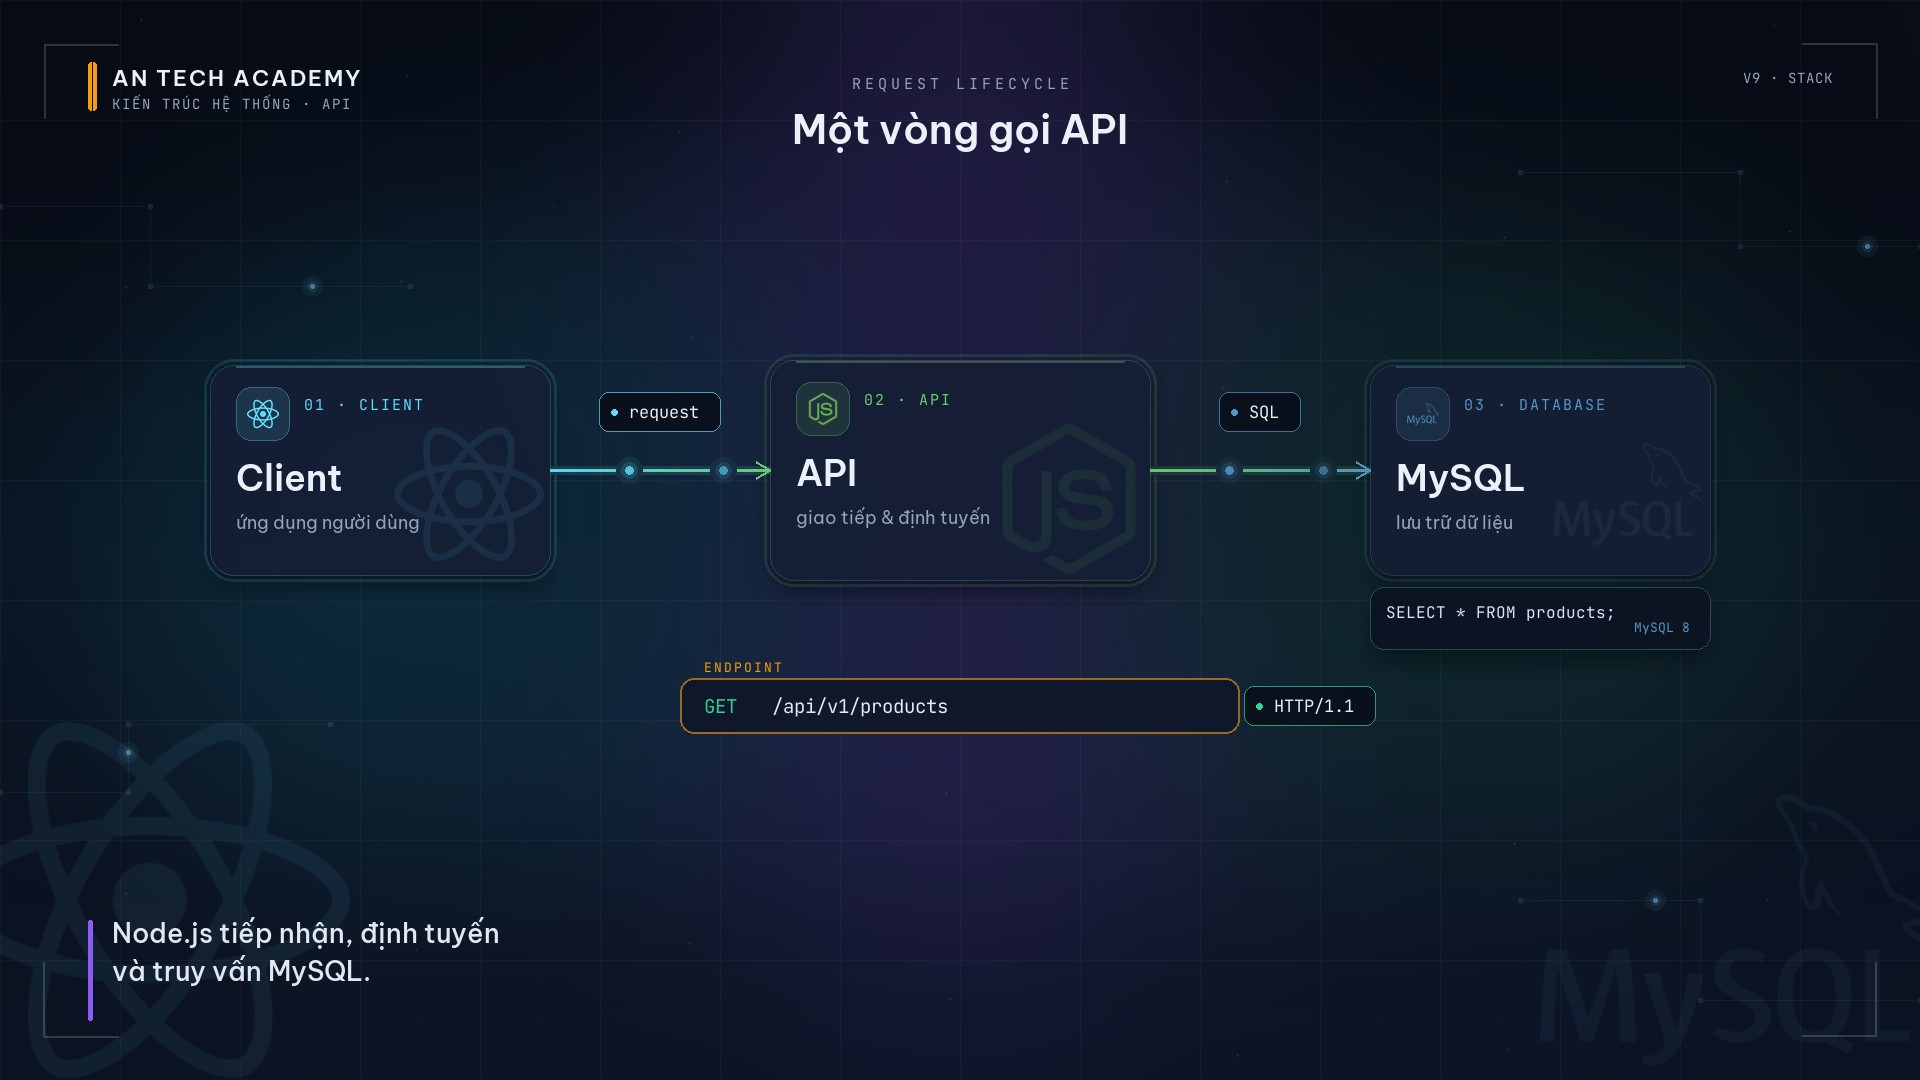 AN TECH ACADEMY
KIẾN TRÚC HỆ THỐNG · API
REQUEST LIFECYCLE
Một vòng gọi API
V9 · STACK
01 · CLIENT
Client
ứng dụng người dùng
request
JS
02 · API
API
giao tiếp & định tuyến
JS
SQL
MySQL
03 · DATABASE
MySQL
lưu trữ dữ liệu
MySQL
SELECT * FROM products;
MySQL 8
ENDPOINT
GET /api/v1/products
HTTP/1.1
Node.js tiếp nhận, định tuyến
và truy vấn MySQL.
MySQL